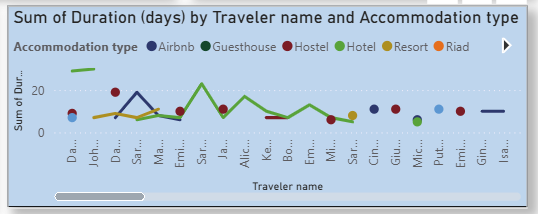 Sum of Duration (days) by Traveler name and Accommodation type
Accommodation type Airbnb Guesthouse Hostel Hotel Resort Riad
Sum of Dur...
20
0
Da... Joh... Da... Sar... Ma... Emi... Sar... Ja... Alic... Ke... Bo... Em... Mi... Sar... Cin... Giu... Mic... Put... Emi... Gin... Isa...
Traveler name